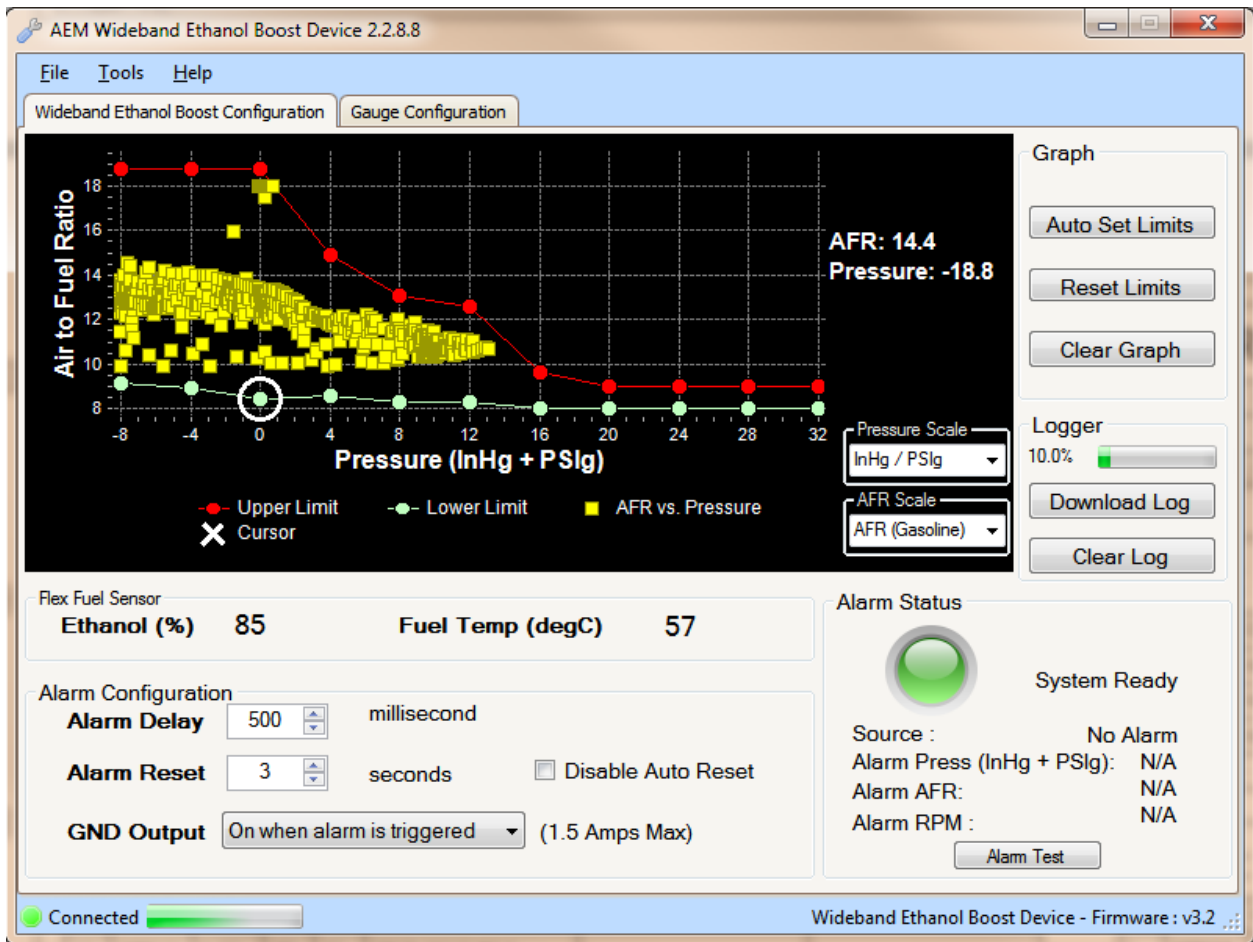 AEM Wideband Ethanol Boost Device 2.2.8.8
File Tools Help
Wideband Ethanol Boost Configuration Gauge Configuration
Air to Fuel Ratio
18
16
14
12
10
8
-8 -4 0 4 8 12 16 20 24 28 32
Pressure (InHg + PSIg)
AFR: 14.4
Pressure: -18.8
Upper Limit Lower Limit AFR vs. Pressure
Cursor
Pressure Scale
InHg / PSIg
AFR Scale
AFR (Gasoline)
Graph
Auto Set Limits
Reset Limits
Clear Graph
Logger
10.0%
Download Log
Clear Log
Flex Fuel Sensor
Ethanol (%) 85 Fuel Temp (degC) 57
Alarm Configuration
Alarm Delay 500 millisecond
Alarm Reset 3 seconds Disable Auto Reset
GND Output On when alarm is triggered (1.5 Amps Max)
Alarm Status
System Ready
Source : No Alarm
Alarm Press (InHg + PSIg): N/A
Alarm AFR: N/A
Alarm RPM : N/A
Alarm Test
Connected Wideband Ethanol Boost Device - Firmware : v3.2